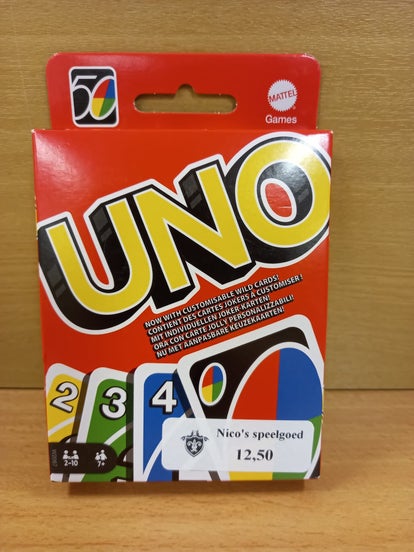 50
MATTEL
Games
UNO
NOW WITH CUSTOMISABLE WILD CARDS!
CONTIENT DES CARTES JOKERS À CUSTOMISER !
MIT INDIVIDUELLEN JOKER-KARTEN!
ORA CON CARTE JOLLY PERSONALIZZABILI!
NU MET AANPASBARE KEUZEKAARTEN!
2
3
4
Nico's speelgoed
12,50
2-10
7+
W2087